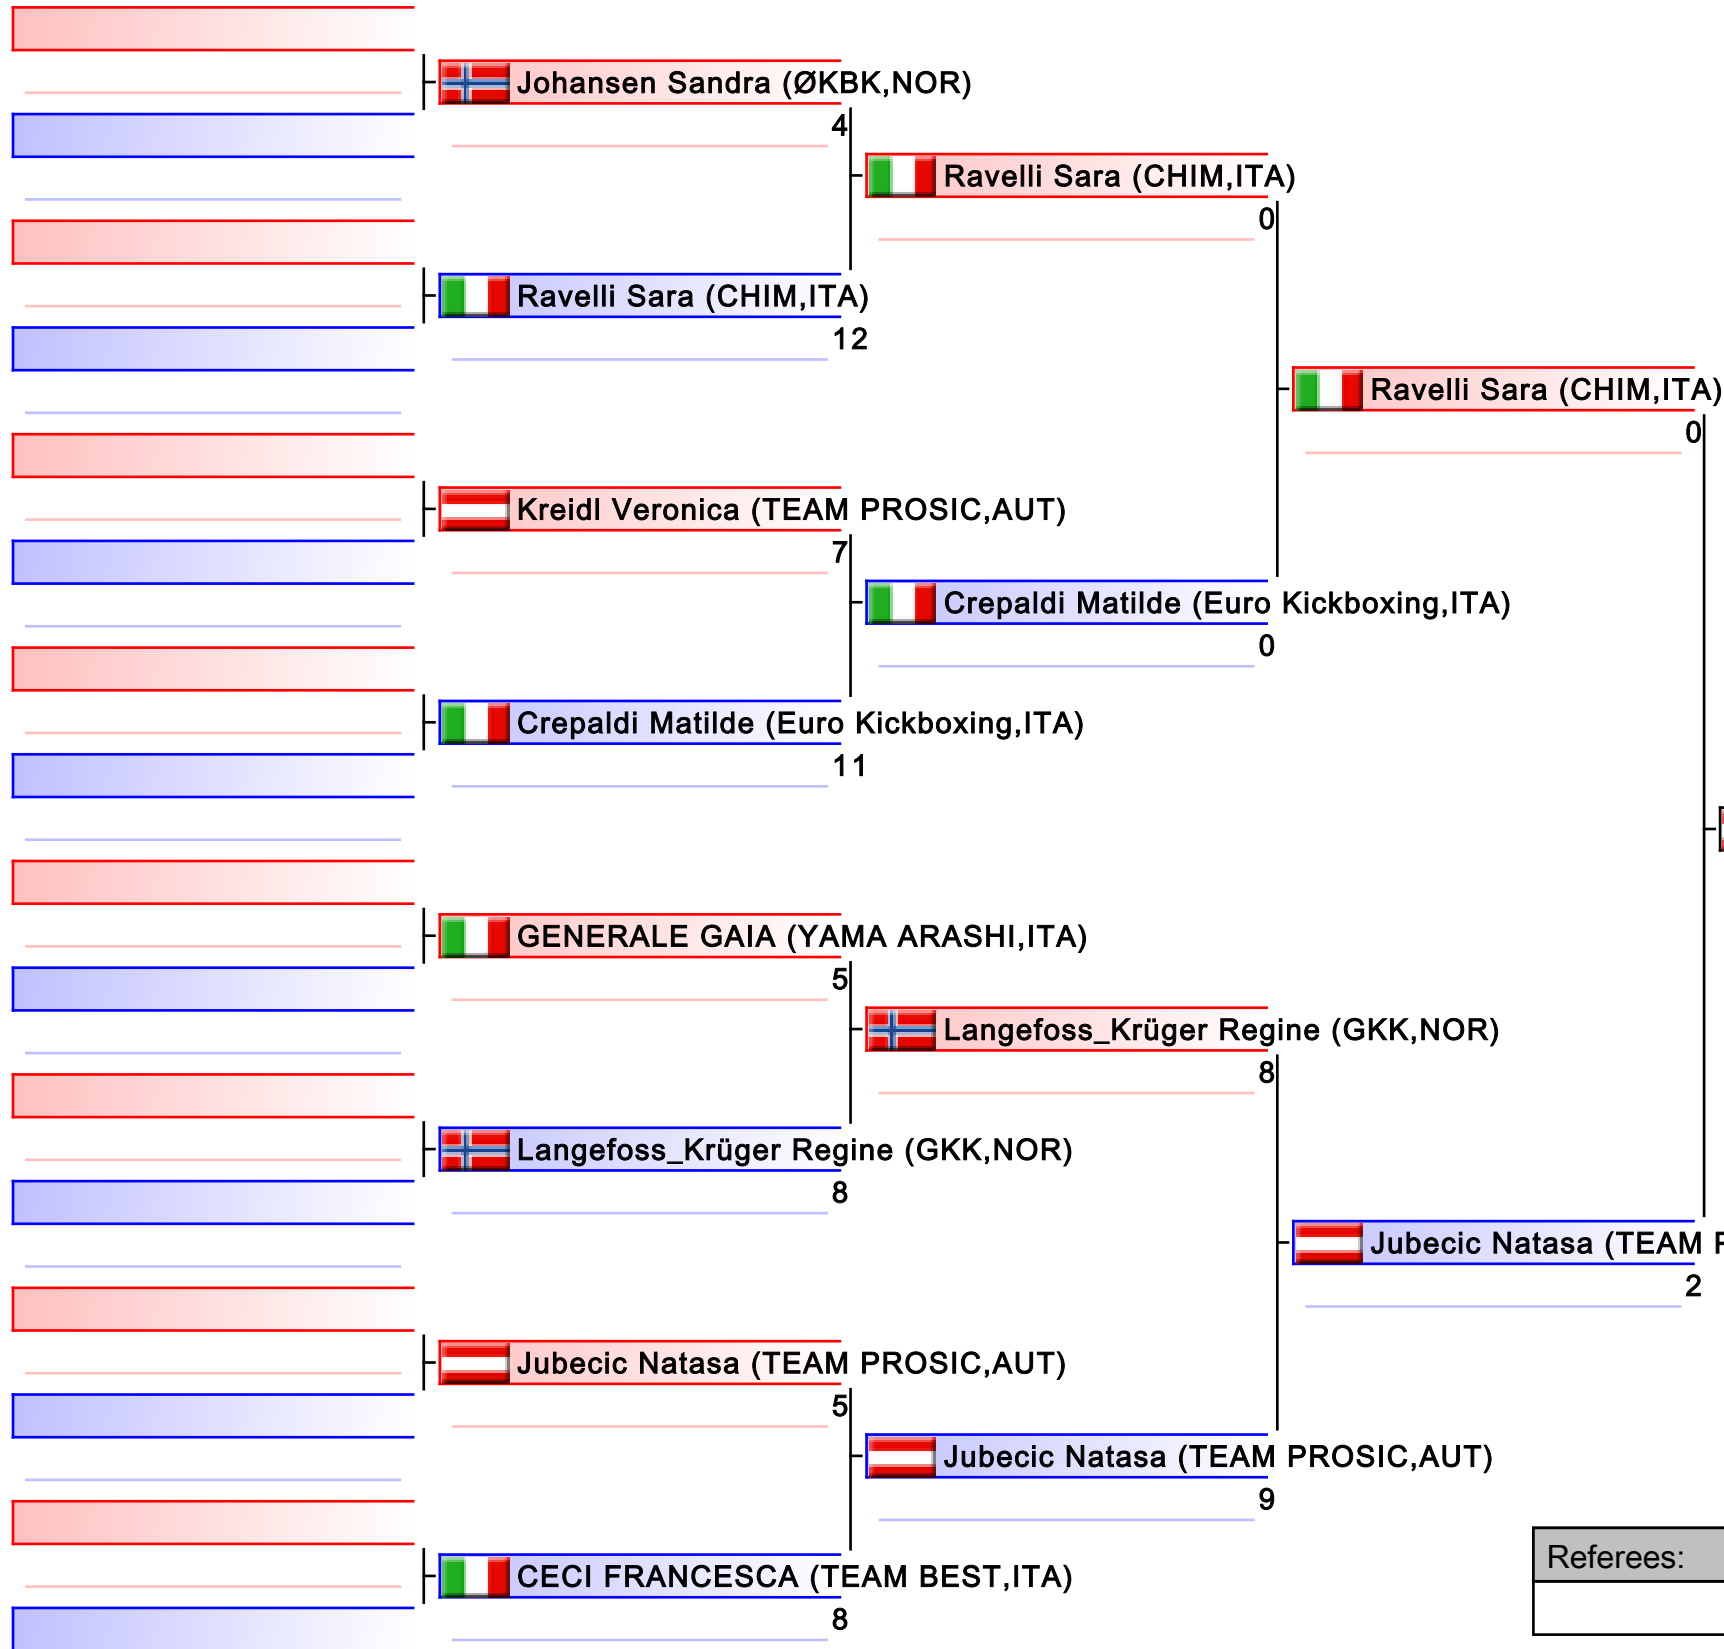 Johansen Sandra (ØKBK,NOR)
4
Ravelli Sara (CHIM,ITA)
0
Ravelli Sara (CHIM,ITA)
12
Ravelli Sara (CHIM,ITA)
0
Kreidl Veronica (TEAM PROSIC,AUT)
7
Crepaldi Matilde (Euro Kickboxing,ITA)
0
Crepaldi Matilde (Euro Kickboxing,ITA)
11
GENERALE GAIA (YAMA ARASHI,ITA)
5
Langefoss_Krüger Regine (GKK,NOR)
8
Langefoss_Krüger Regine (GKK,NOR)
8
Jubecic Natasa (TEAM
2
Jubecic Natasa (TEAM PROSIC,AUT)
5
Jubecic Natasa (TEAM PROSIC,AUT)
9
CECI FRANCESCA (TEAM BEST,ITA)
8
Referees: